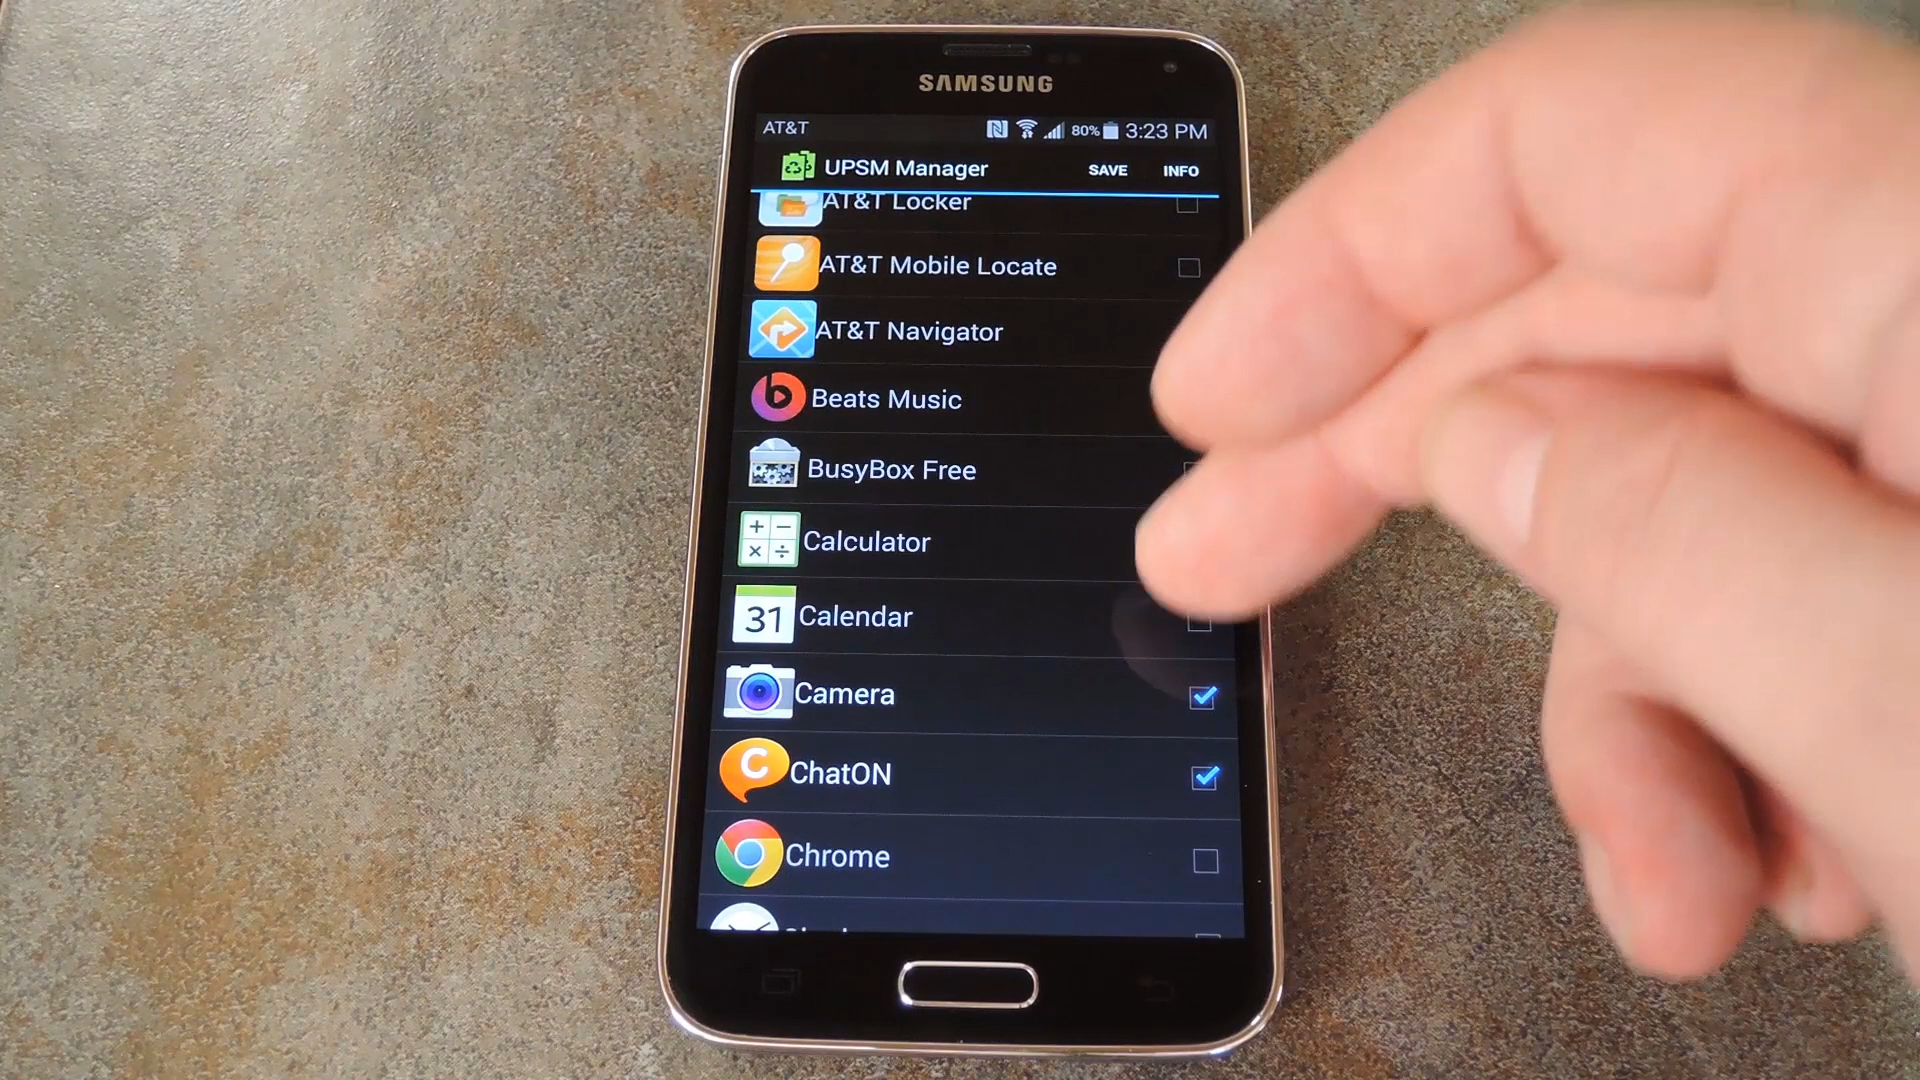 SAMSUNG
AT&T 80% 3:23 PM
UPSM Manager SAVE INFO
AT&T Locker
AT&T Mobile Locate
AT&T Navigator
Beats Music
BusyBox Free
Calculator
31 Calendar
Camera
C ChatON
Chrome